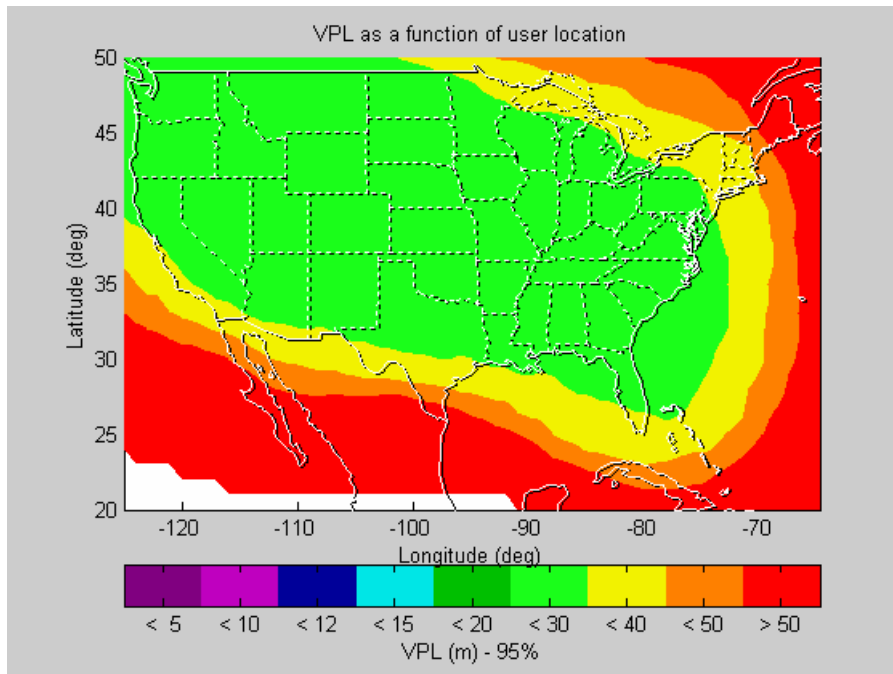 VPL as a function of user location
50
45
40
35
30
25
20
Latitude (deg)
-120 -110 -100 -90 -80 -70
Longitude (deg)
< 5 < 10 < 12 < 15 < 20 < 30 < 40 < 50 > 50
VPL (m) - 95%